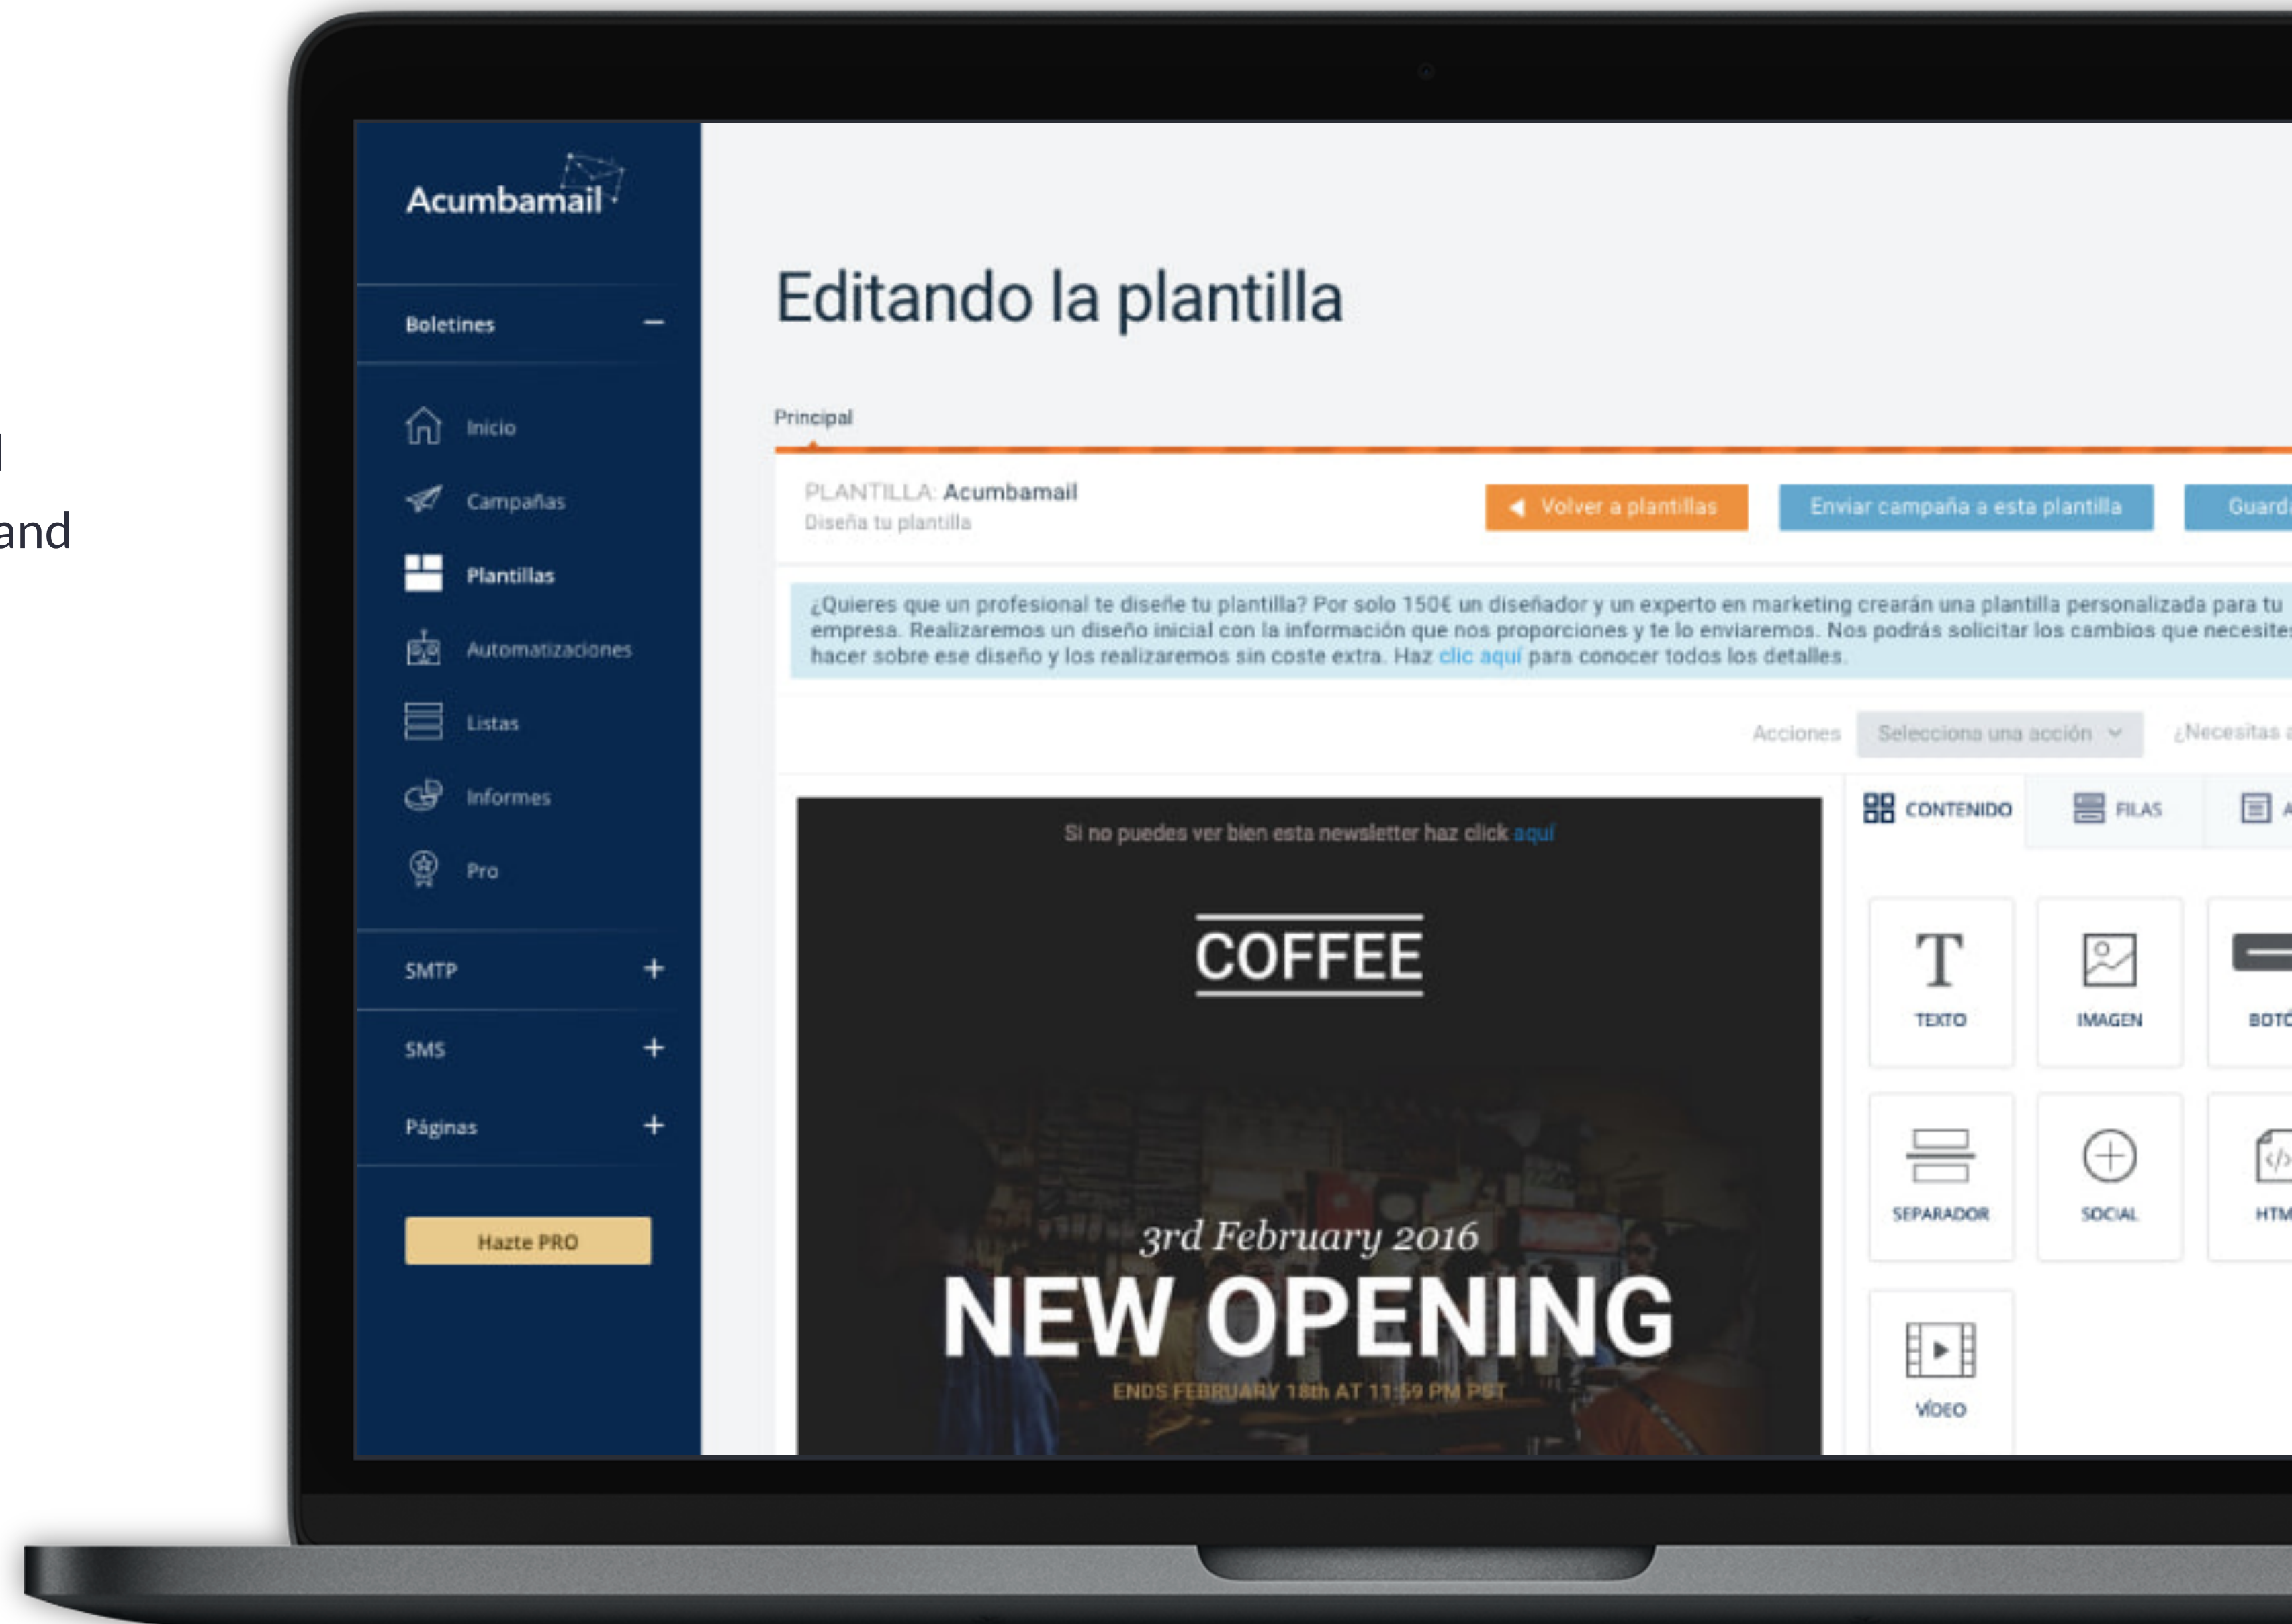 and
Acumbamail
Boletines
Inicio
Campañas
Plantillas
Automatizaciones
Listas
Informes
Pro
SMTP
SMS
Páginas
Hazte PRO
Editando la plantilla
Principal
PLANTILLA: Acumbamail
Diseña tu plantilla
Volver a plantillas
Enviar campaña a esta plantilla
¿Quieres que un profesional te diseñe tu plantilla? Por solo 150€ un diseñador y un experto en marketing crearán una plantilla personalizada para tu
empresa. Realizaremos un diseño inicial con la información que nos proporciones y te lo enviaremos. Nos podrás solicitar los cambios que necesites
hacer sobre ese diseño y los realizaremos sin coste extra. Haz clic aquí para conocer todos los detalles.
Acciones
Selecciona una acción
¿Necesitas
Si no puedes ver bien esta newsletter haz click aquí
COFFEE
3rd February 2016
NEW OPENING
ENDS FEBRUARY 18th AT 11:59 PM PST
CONTENIDO
FILAS
T
TEXTO
IMAGEN
SEPARADOR
SOCIAL
VÍDEO